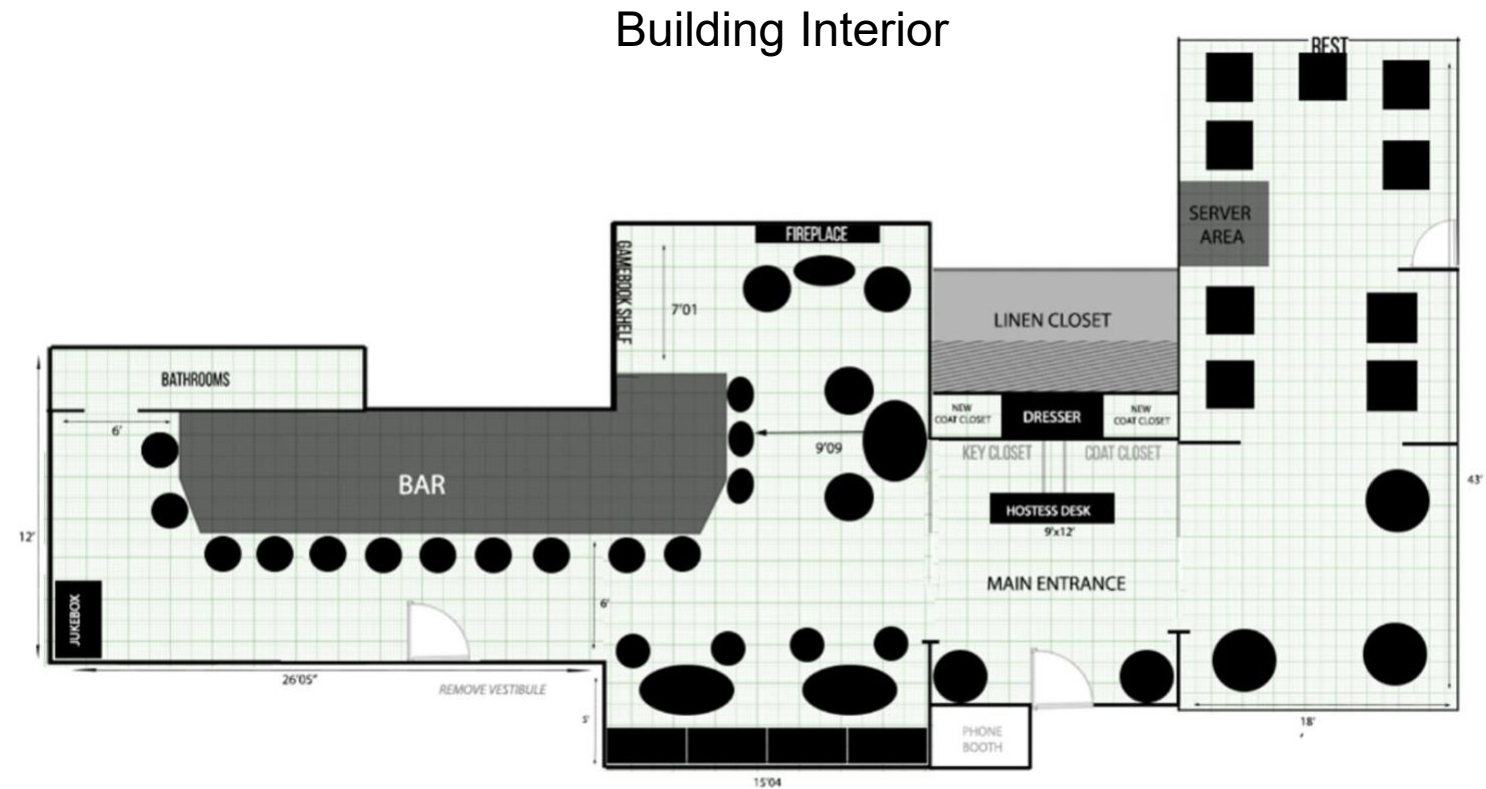 Building Interior
REST
SERVER
AREA
FIREPLACE
GAMEBOOK SHELF
7'01
LINEN CLOSET
BATHROOMS
6'
NEW
COAT CLOSET
DRESSER
NEW
COAT CLOSET
9'09
KEY CLOSET
COAT CLOSET
BAR
43'
HOSTESS DESK
9'x12'
12'
MAIN ENTRANCE
JUKEBOX
6'
26'05"
REMOVE VESTIBULE
5'
PHONE
BOOTH
18'
15'04